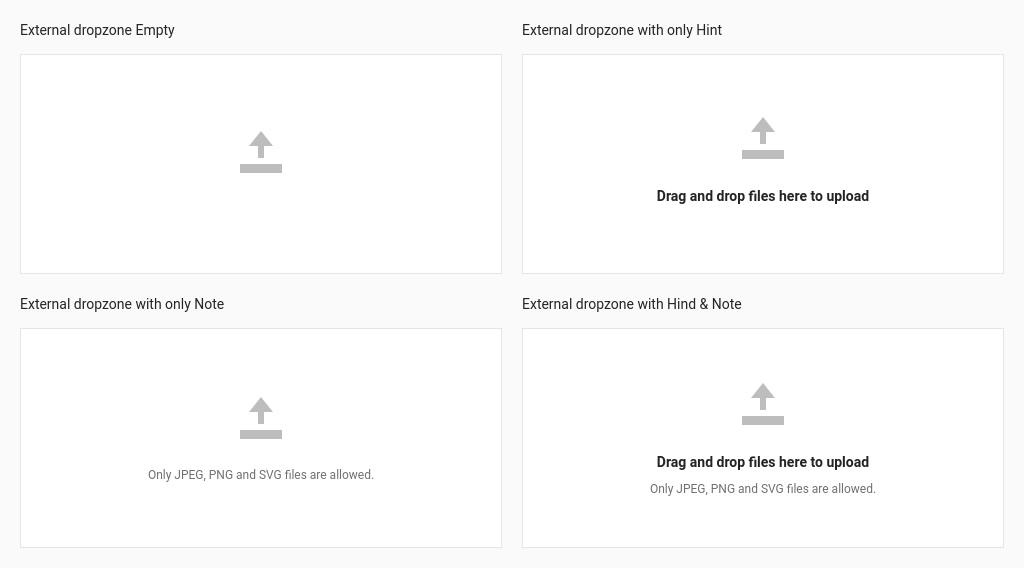 External dropzone Empty
External dropzone with only Hint
Drag and drop files here to upload
External dropzone with only Note
Only JPEG, PNG and SVG files are allowed.
External dropzone with Hind & Note
Drag and drop files here to upload
Only JPEG, PNG and SVG files are allowed.